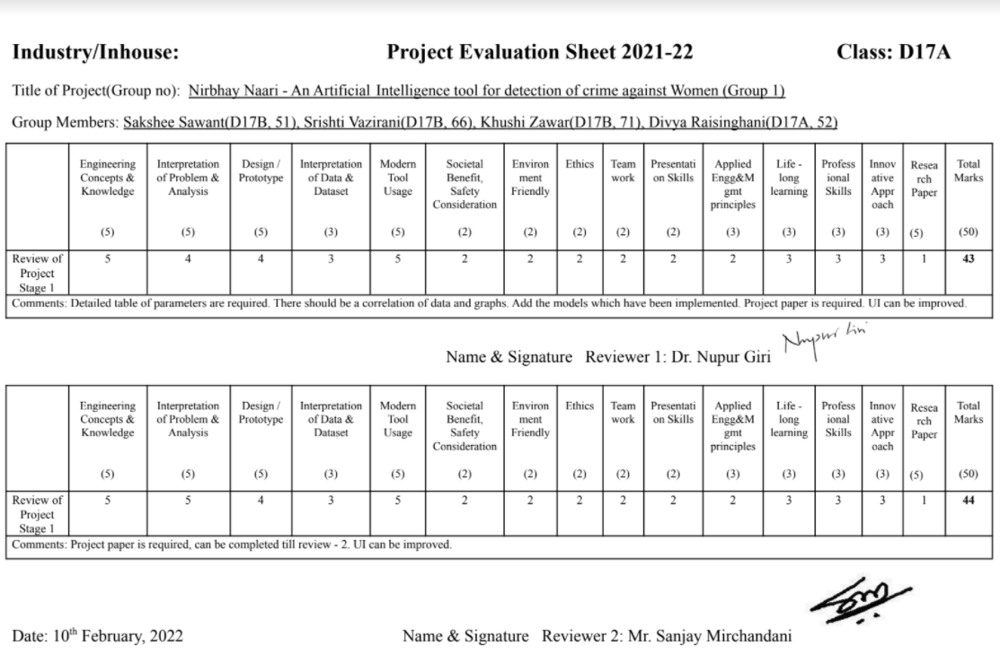 Industry/Inhouse: Project Evaluation Sheet 2021-22 Class: D17A
Title of Project(Group no): Nirbhay Naari - An Artificial Intelligence tool for detection of crime against Women (Group 1)
Group Members: Sakshee Sawant(D17B, 51), Srishti Vazirani(D17B, 66), Khushi Zawar(D17B, 71), Divya Raisinghani(D17A, 52)
Engineering Interpretation Design / Interpretation Modern Societal Environ Ethics Team Presentati Applied Life - Profess Innov Resea Total
Concepts & of Problem & Prototype of Data & Tool Benefit, ment work on Skills Engg&M long ional ative rch Marks
Knowledge Analysis Dataset Usage Safety Friendly gmt learning Skills Appr Paper
Consideration principles oach
(5) (5) (5) (3) (5) (2) (2) (2) (2) (2) (3) (3) (3) (3) (5) (50)
Review of 5 4 4 3 5 2 2 2 2 2 2 3 3 3 1 43
Project
Stage 1
Comments: Detailed table of parameters are required. There should be a correlation of data and graphs. Add the models which have been implemented. Project paper is required. UI can be improved.
Nupur Giri
Name & Signature Reviewer 1: Dr. Nupur Giri
Engineering Interpretation Design / Interpretation Modern Societal Environ Ethics Team Presentati Applied Life - Profess Innov Resea Total
Concepts & of Problem & Prototype of Data & Tool Benefit, ment work on Skills Engg&M long ional ative rch Marks
Knowledge Analysis Dataset Usage Safety Friendly gmt learning Skills Appr Paper
Consideration principles oach
(5) (5) (5) (3) (5) (2) (2) (2) (2) (2) (3) (3) (3) (3) (5) (50)
Review of 5 5 4 3 5 2 2 2 2 2 2 3 3 3 1 44
Project
Stage 1
Comments: Project paper is required, can be completed till review - 2. UI can be improved.
Date: 10th February, 2022 Name & Signature Reviewer 2: Mr. Sanjay Mirchandani